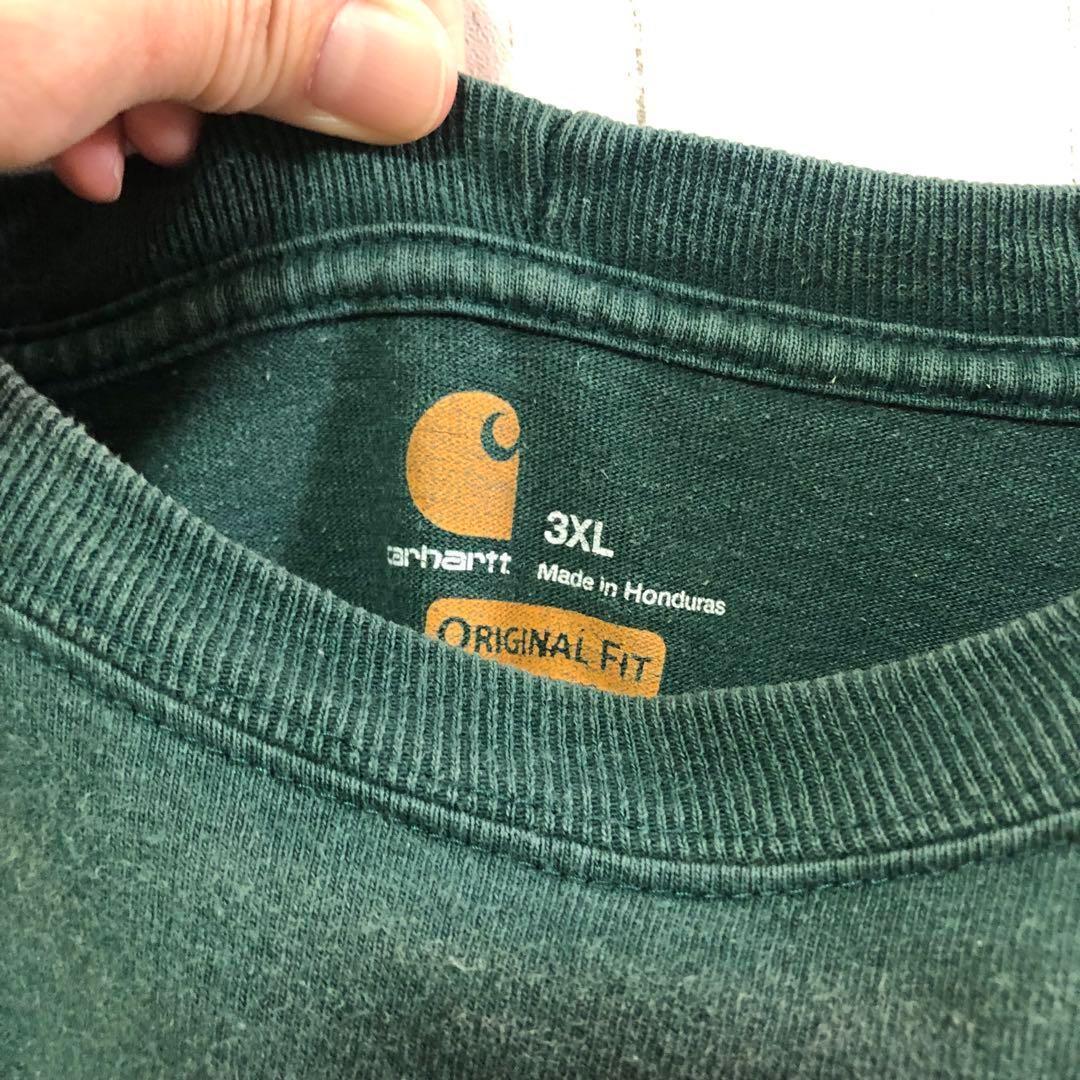 carhartt
3XL
Made in Honduras
ORIGINAL FIT